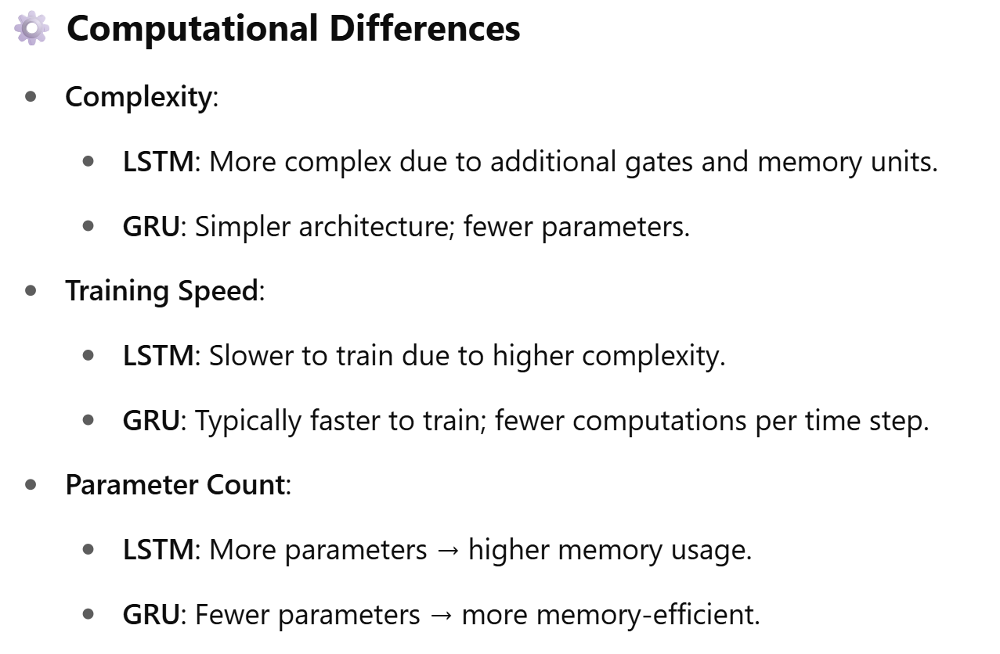 Computational Differences
Complexity:
LSTM: More complex due to additional gates and memory units.
GRU: Simpler architecture; fewer parameters.
Training Speed:
LSTM: Slower to train due to higher complexity.
GRU: Typically faster to train; fewer computations per time step.
Parameter Count:
LSTM: More parameters → higher memory usage.
GRU: Fewer parameters → more memory-efficient.